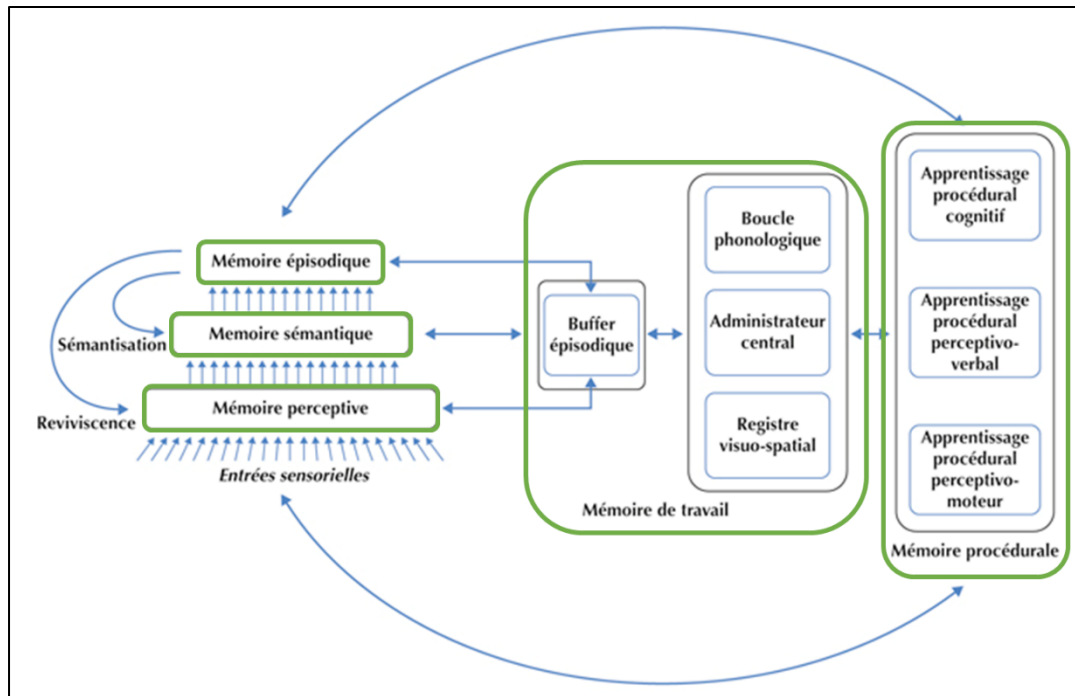 Mémoire épisodique
Memoire sémantique
Sémantisation
Mémoire perceptive
Reviviscence
Entrées sensorielles
Buffer
épisodique
Boucle
phonologique
Administrateur
central
Registre
visuo-spatial
Mémoire de travail
Apprentissage
procédural
cognitif
Apprentissage
procédural
perceptivo-
verbal
Apprentissage
procédural
perceptivo-
moteur
Mémoire procédurale